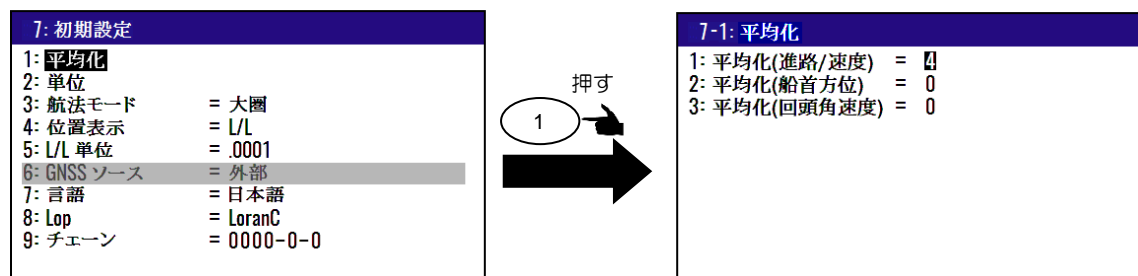 7: 初期設定
1: 平均化
2: 単位
3: 航法モード = 大圏
4: 位置表示 = L/L
5: L/L 単位 = .0001
6: GNSS ソース = 外部
7: 言語 = 日本語
8: Lop = LoranC
9: チェーン = 0000-0-0
押す
1
7-1: 平均化
1: 平均化(進路/速度) = 4
2: 平均化(船首方位) = 0
3: 平均化(回頭角速度) = 0